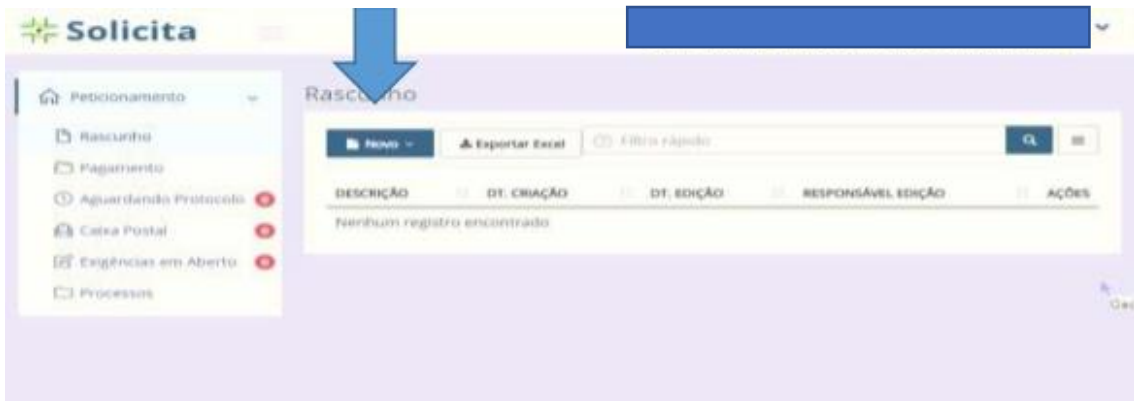 Solicita
Peticionamento
Rascunho
Pagamento
Aguardando Protocolo
Caixa Postal
Exigências em Aberto
Processos
Rascunho
Novo
Exportar Excel
Filtro rápido
DESCRIÇÃO DT. CRIAÇÃO DT. EDIÇÃO RESPONSÁVEL EDIÇÃO AÇÕES
Nenhum registro encontrado